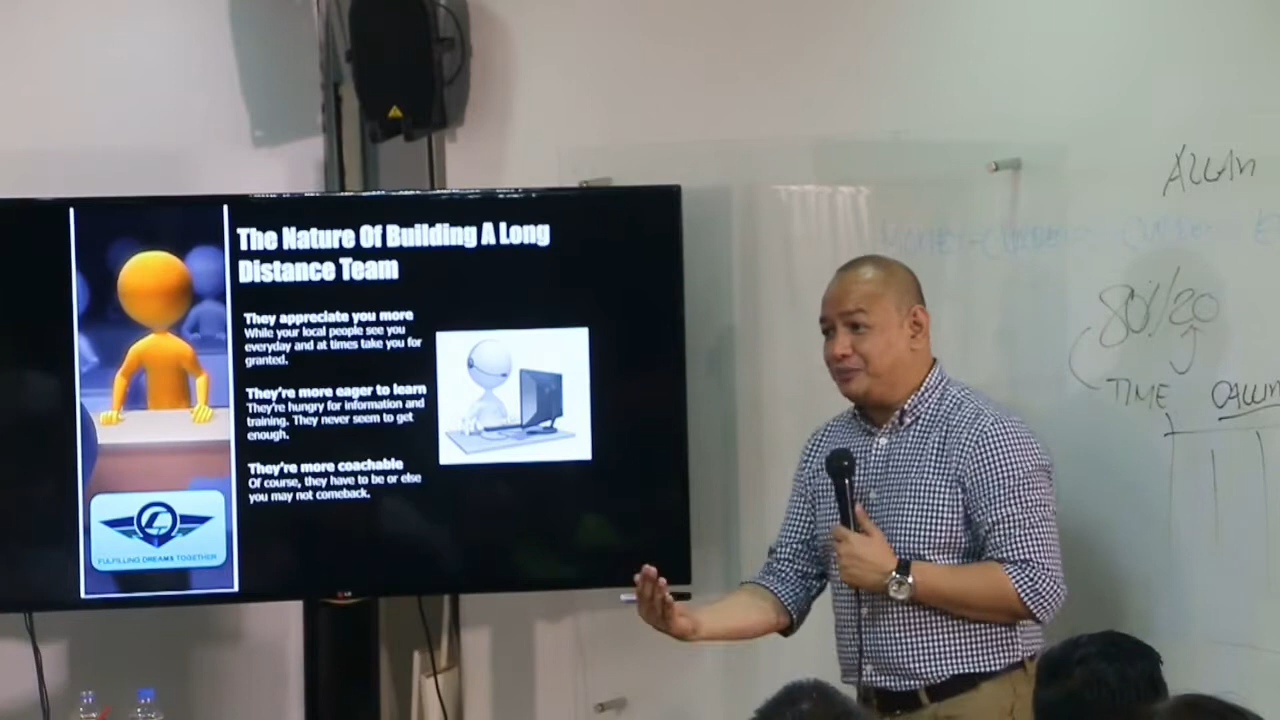 The Nature Of Building A Long
Distance Team
They appreciate you more
While your local people see you
everyday and at times take you for
granted.
They're more eager to learn
They're hungry for information and
training. They never seem to get
enough.
They're more coachable
Of course, they have to be or else
you may not comeback.
FULFILLING DREAMS TOGETHER
ALLAN
80%/20
TIME